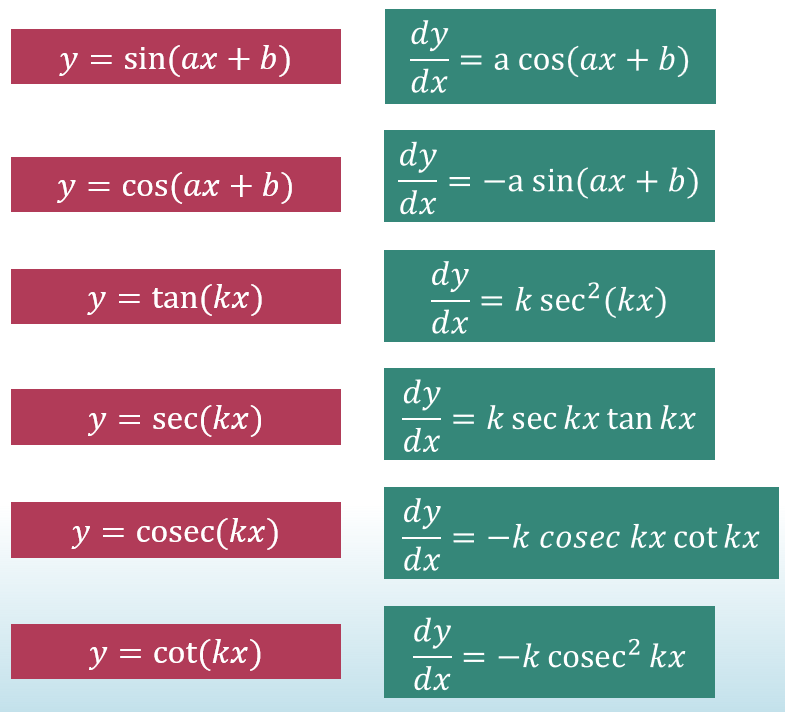 y = sin(ax + b)
dy/dx = a cos(ax + b)
y = cos(ax + b)
dy/dx = −a sin(ax + b)
y = tan(kx)
dy/dx = k sec²(kx)
y = sec(kx)
dy/dx = k sec kx tan kx
y = cosec(kx)
dy/dx = −k cosec kx cot kx
y = cot(kx)
dy/dx = −k cosec² kx